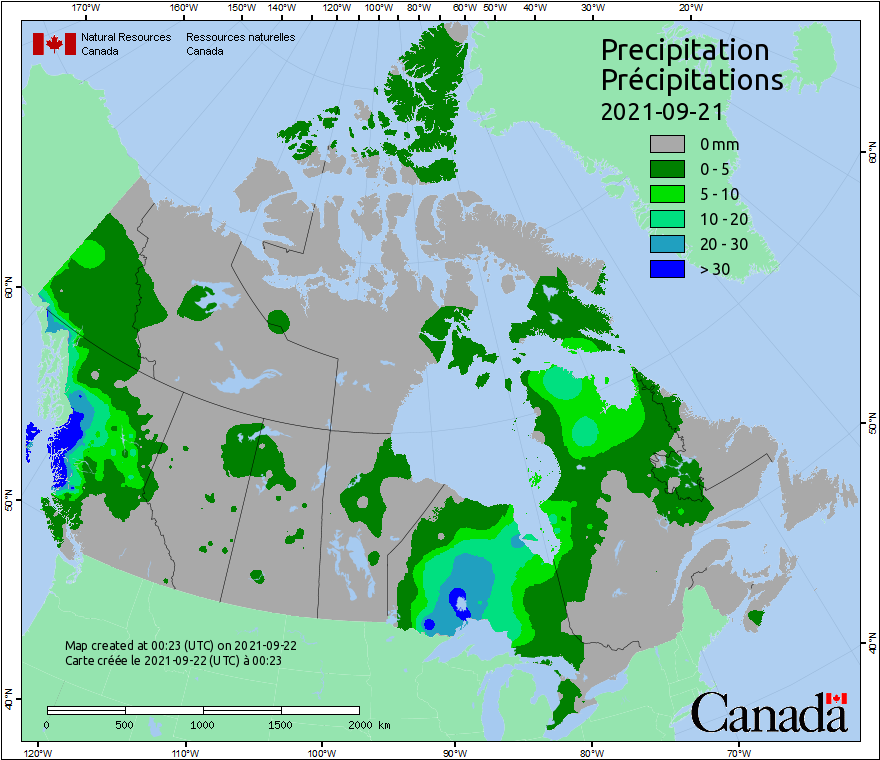 170°W 160°W 150°W 140°W 120°W 100°W 80°W 60°W 50°W 40°W 30°W 20°W
Natural Resources Ressources naturelles
Canada Canada
Precipitation
Précipitations
2021-09-21
0 mm
0 - 5
5 - 10
10 - 20
20 - 30
> 30
60°N
60°N
50°N
50°N
40°N
40°N
Map created at 00:23 (UTC) on 2021-09-22
Carte créée le 2021-09-22 (UTC) à 00:23
0 500 1000 1500 2000 km
Canada
120°W 110°W 100°W 90°W 80°W 70°W